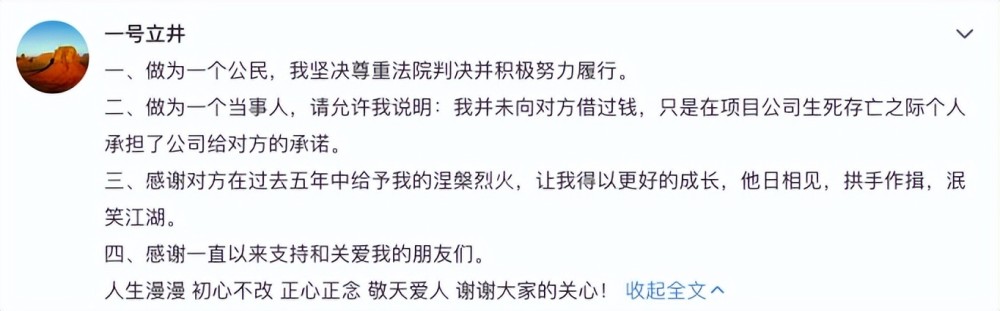 一号立井
一、做为一个公民，我坚决尊重法院判决并积极努力履行。
二、做为一个当事人，请允许我说明：我并未向对方借过钱，只是在项目公司生死存亡之际个人
承担了公司给对方的承诺。
三、感谢对方在过去五年中给予我的涅槃烈火，让我得以更好的成长，他日相见，拱手作揖，泯
笑江湖。
四、感谢一直以来支持和关爱我的朋友们。
人生漫漫 初心不改 正心正念 敬天爱人 谢谢大家的关心！ 收起全文